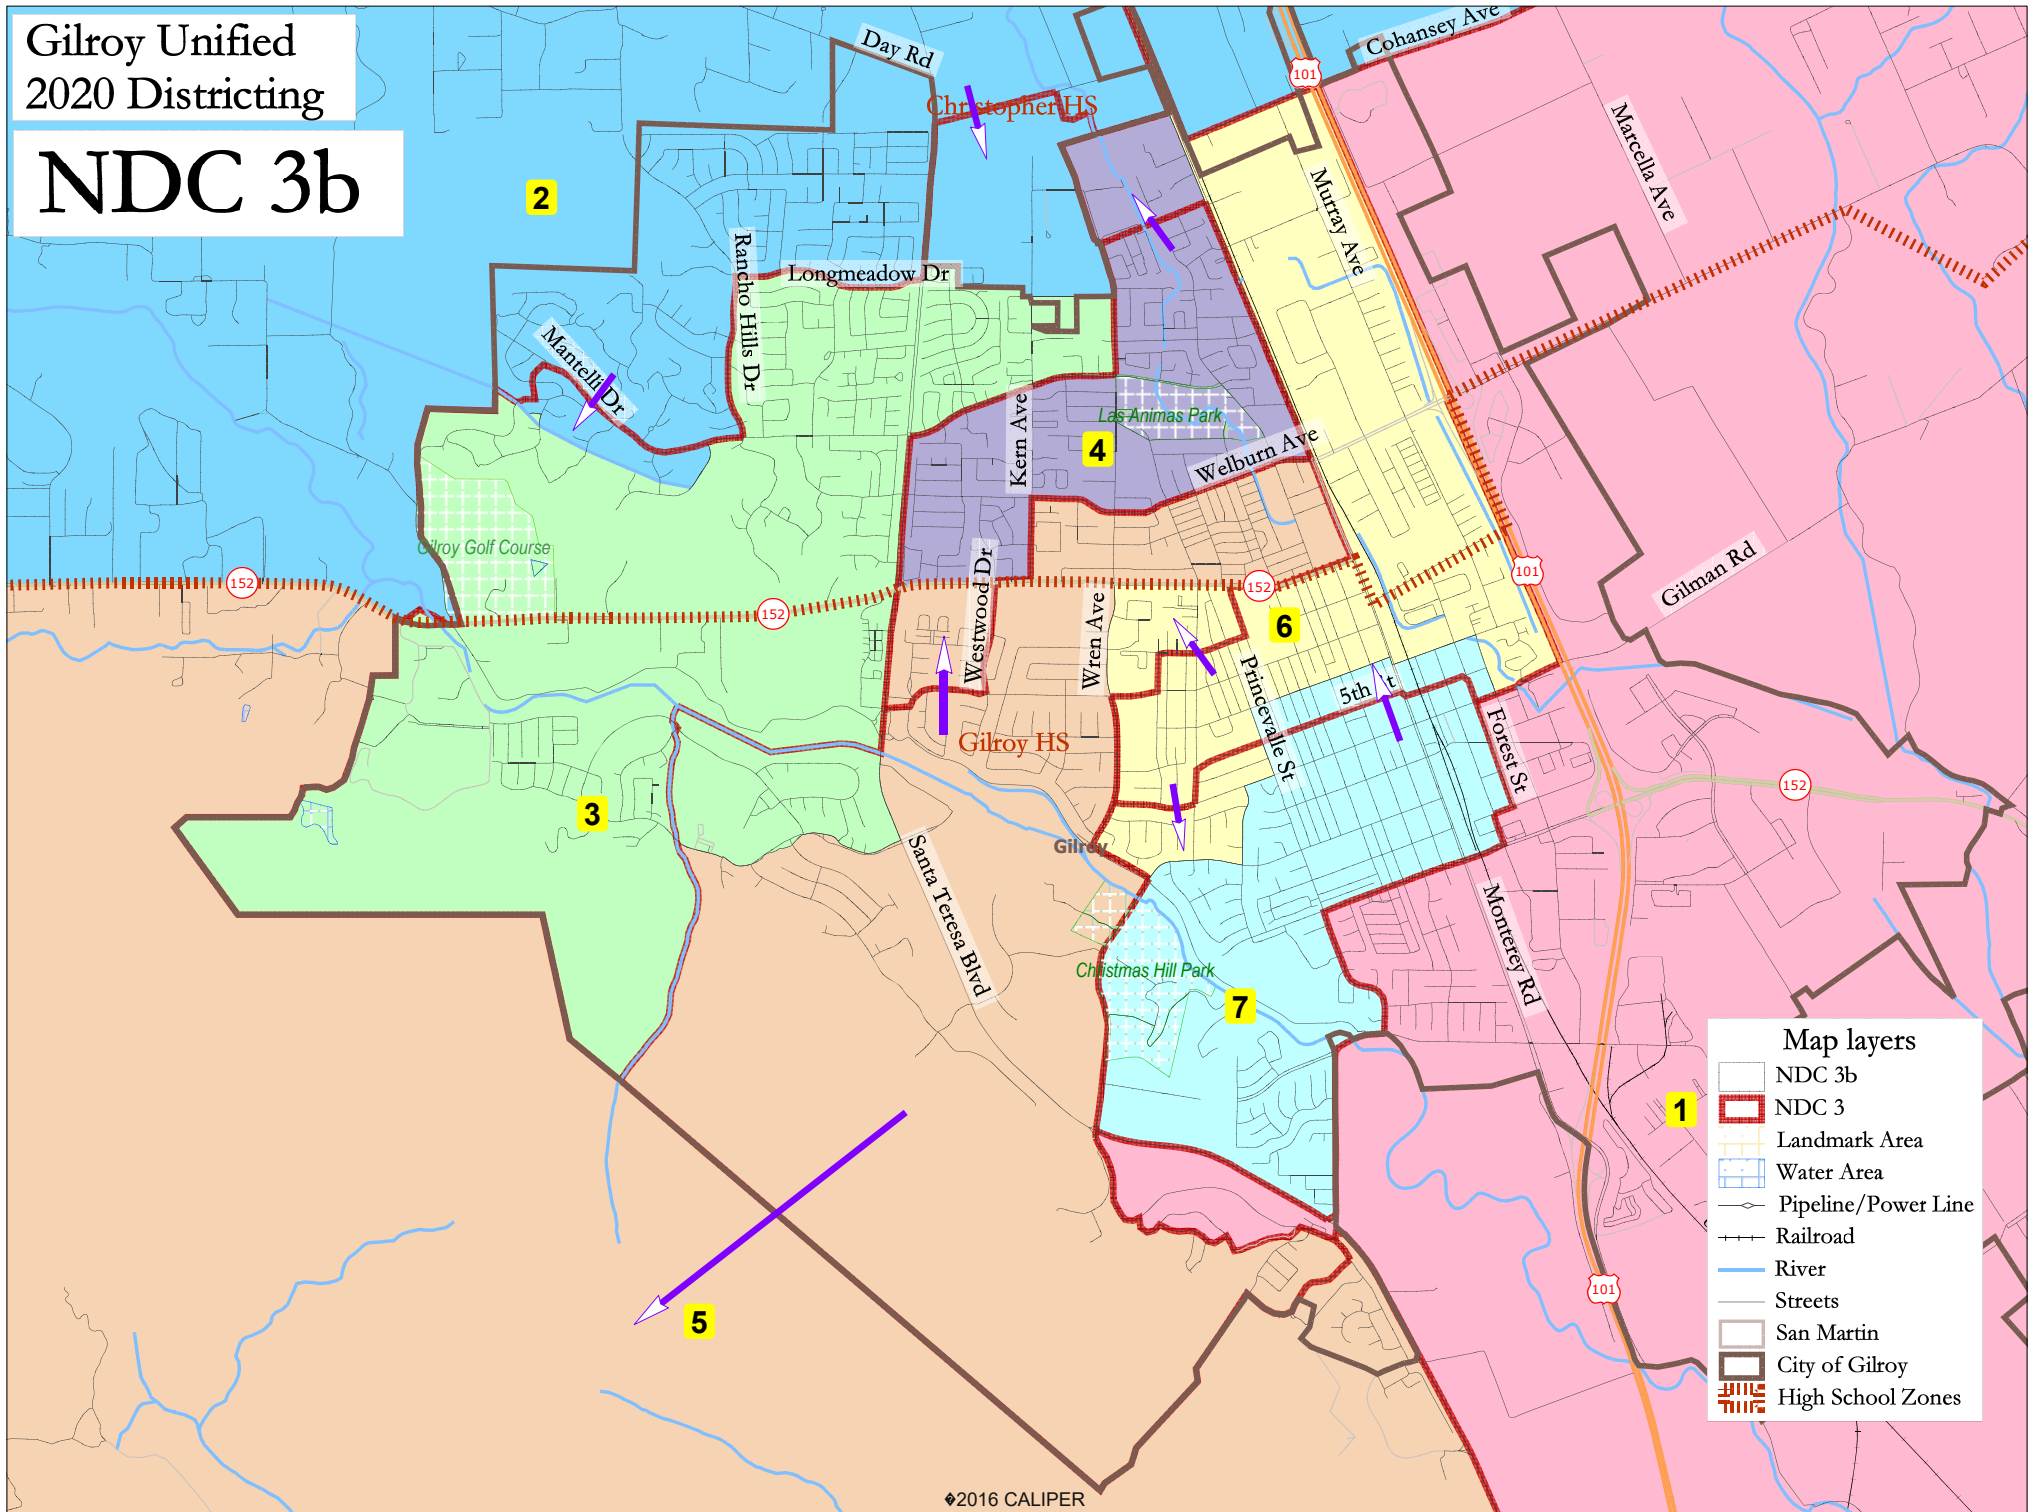 Gilroy Unified
2020 Districting
NDC 3b
Day Rd
Cohansey Ave
101
Christopher HS
Marcella Ave
2
Murray Ave
Rancho Hills Dr
Longmeadow Dr
Mantelli Dr
Kern Ave
Las Animas Park
4
Welburn Ave
Gilroy Golf Course
152
152
152
101
Gilman Rd
Westwood Dr
Wren Ave
6
Princevalle St
5th St
Forest St
Gilroy HS
152
3
Gilroy
Santa Teresa Blvd
Monterey Rd
Christmas Hill Park
7
1
5
101
Map layers
NDC 3b
NDC 3
Landmark Area
Water Area
Pipeline/Power Line
Railroad
River
Streets
San Martin
City of Gilroy
High School Zones
�2016 CALIPER